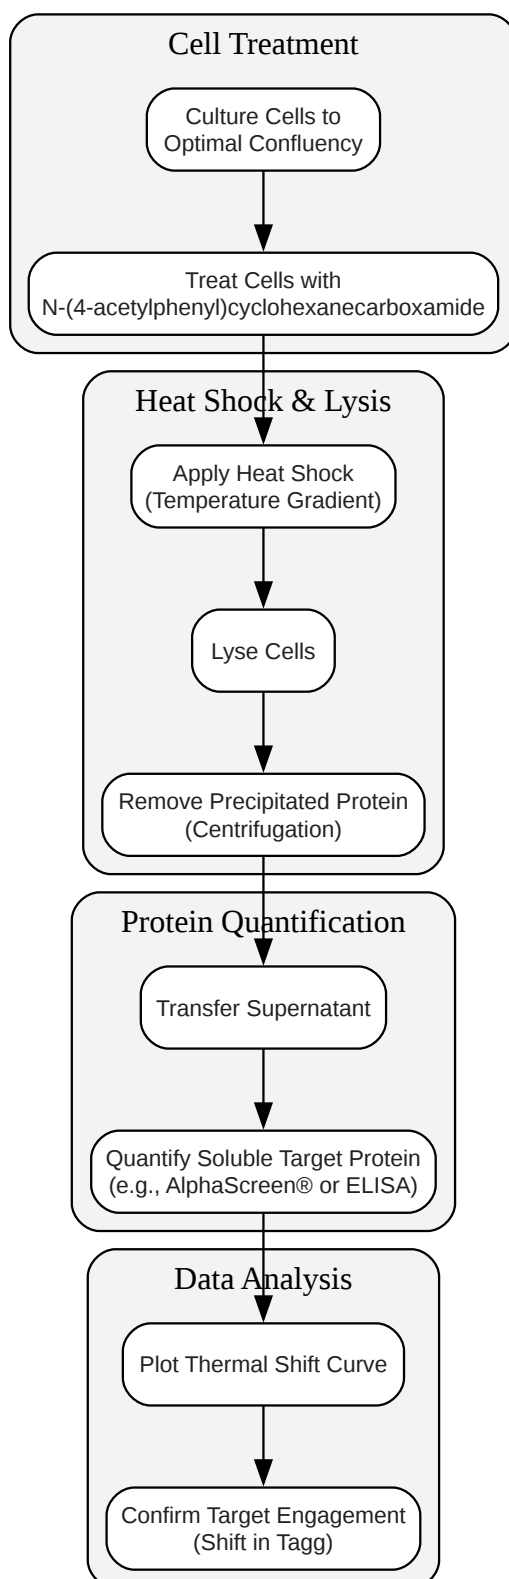 Cell Treatment
Culture Cells to
Optimal Confluency
Treat Cells with
N-(4-acetylphenyl)cyclohexanecarboxamide
Heat Shock & Lysis
Apply Heat Shock
(Temperature Gradient)
Lyse Cells
Remove Precipitated Protein
(Centrifugation)
Protein Quantification
Transfer Supernatant
Quantify Soluble Target Protein
(e.g., AlphaScreen® or ELISA)
Data Analysis
Plot Thermal Shift Curve
Confirm Target Engagement
(Shift in Tagg)